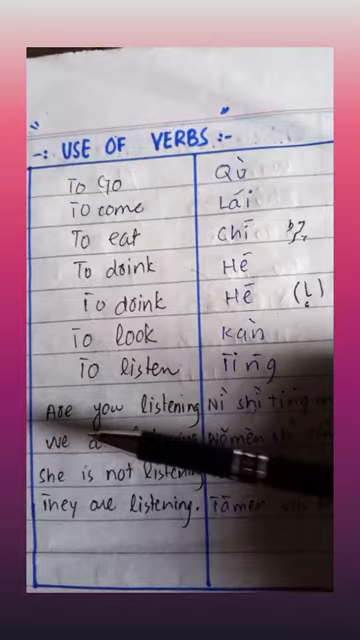 -: USE OF VERBS :-
To Go Qù
To come Lái
To eat Chī
To drink Hē
To drink Hē
To look Kàn
To listen Tīng
Are you listening Nǐ shì tīng
We
She is not listening
They are listening. Tāmen